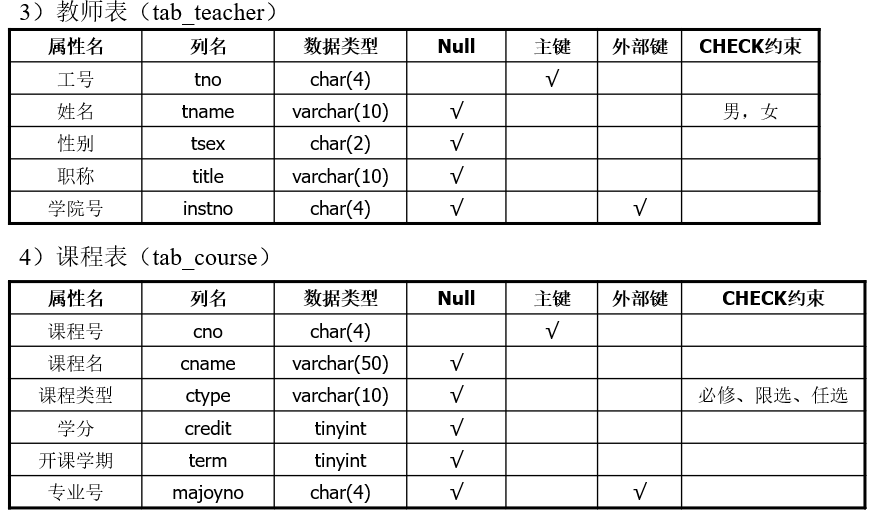 3）教师表（tab_teacher）
属性名 列名 数据类型 Null 主键 外部键 CHECK约束
工号 tno char(4) √
姓名 tname varchar(10) √ 男，女
性别 tsex char(2) √
职称 title varchar(10) √
学院号 instno char(4) √ √
4）课程表（tab_course）
属性名 列名 数据类型 Null 主键 外部键 CHECK约束
课程号 cno char(4) √
课程名 cname varchar(50) √
课程类型 ctype varchar(10) √ 必修、限选、任选
学分 credit tinyint √
开课学期 term tinyint √
专业号 majoyno char(4) √ √